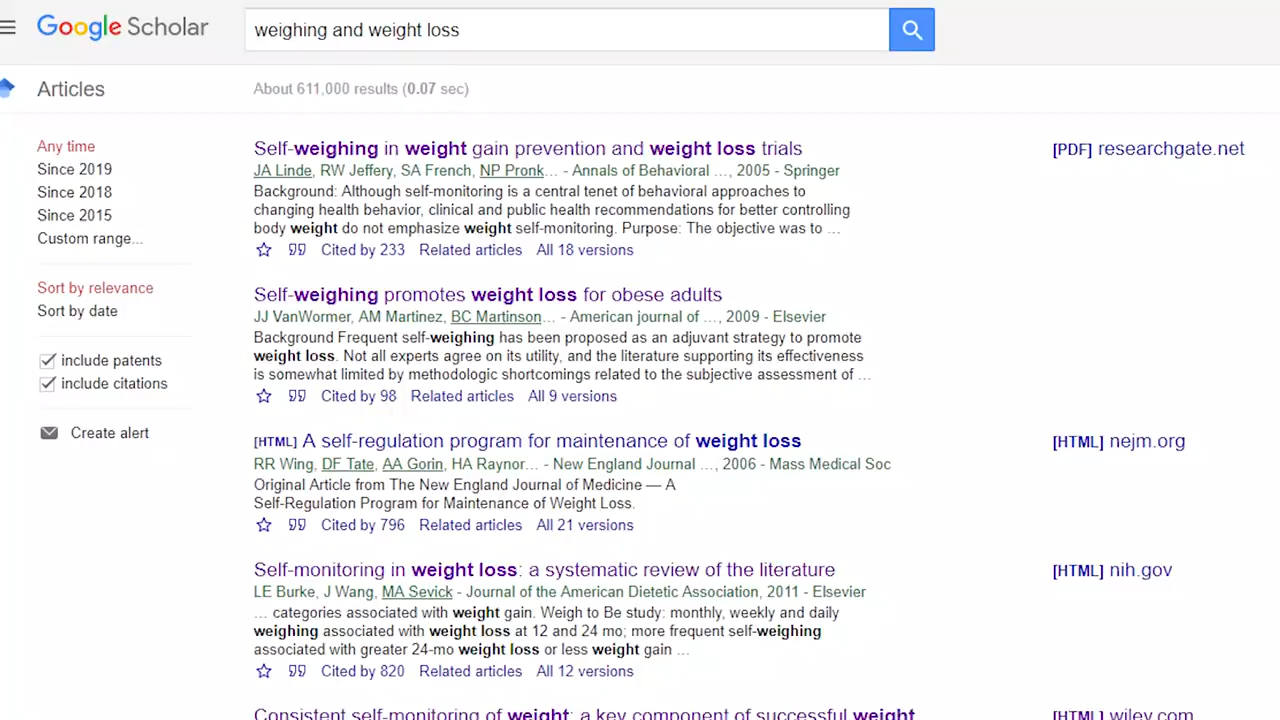 Google Scholar
weighing and weight loss
Articles
About 611,000 results (0.07 sec)
Any time
Since 2019
Since 2018
Since 2015
Custom range...
Sort by relevance
Sort by date
include patents
include citations
Create alert
Self-weighing in weight gain prevention and weight loss trials
[PDF] researchgate.net
JA Linde, RW Jeffery, SA French, NP Pronk… - Annals of Behavioral …, 2005 - Springer
Background: Although self-monitoring is a central tenet of behavioral approaches to
changing health behavior, clinical and public health recommendations for better controlling
body weight do not emphasize weight self-monitoring. Purpose: The objective was to …
Cited by 233 Related articles All 18 versions
Self-weighing promotes weight loss for obese adults
JJ VanWormer, AM Martinez, BC Martinson… - American journal of …, 2009 - Elsevier
Background Frequent self-weighing has been proposed as an adjuvant strategy to promote
weight loss. Not all experts agree on its utility, and the literature supporting its effectiveness
is somewhat limited by methodologic shortcomings related to the subjective assessment of …
Cited by 98 Related articles All 9 versions
[HTML] A self-regulation program for maintenance of weight loss
[HTML] nejm.org
RR Wing, DF Tate, AA Gorin, HA Raynor… - New England Journal …, 2006 - Mass Medical Soc
Original Article from The New England Journal of Medicine — A
Self-Regulation Program for Maintenance of Weight Loss.
Cited by 796 Related articles All 21 versions
Self-monitoring in weight loss: a systematic review of the literature
[HTML] nih.gov
LE Burke, J Wang, MA Sevick - Journal of the American Dietetic Association, 2011 - Elsevier
… categories associated with weight gain. Weigh to Be study: monthly, weekly and daily
weighing associated with weight loss at 12 and 24 mo; more frequent self-weighing
associated with greater 24-mo weight loss or less weight gain …
Cited by 820 Related articles All 12 versions
Consistent self-monitoring of weight: a key component of successful weight
[HTML] wiley.com